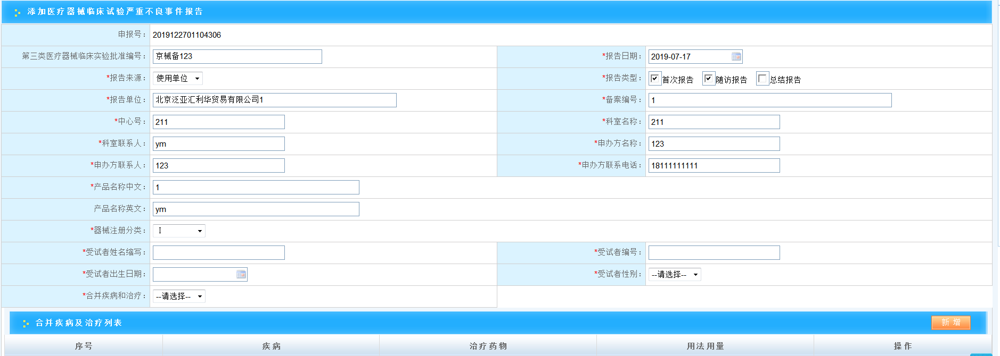 添加医疗器械临床试验严重不良事件报告
申报号： 2019122701104306
第三类医疗器械临床实验批准编号： 京械备123 *报告日期： 2019-07-17
*报告来源： 使用单位 *报告类型： 首次报告 随访报告 总结报告
*报告单位： 北京泛亚汇利华贸易有限公司1 *备案编号： 1
*中心号： 211 *科室名称： 211
*科室联系人： ym *申办方名称： 123
*申办方联系人： 123 *申办方联系电话： 18111111111
*产品名称中文： 1
产品名称英文： ym
*器械注册分类： I
*受试者姓名缩写： *受试者编号：
*受试者出生日期： *受试者性别： --请选择--
*合并疾病和治疗： --请选择--
合并疾病及治疗列表 新增
序号 疾病 治疗药物 用法用量 操作